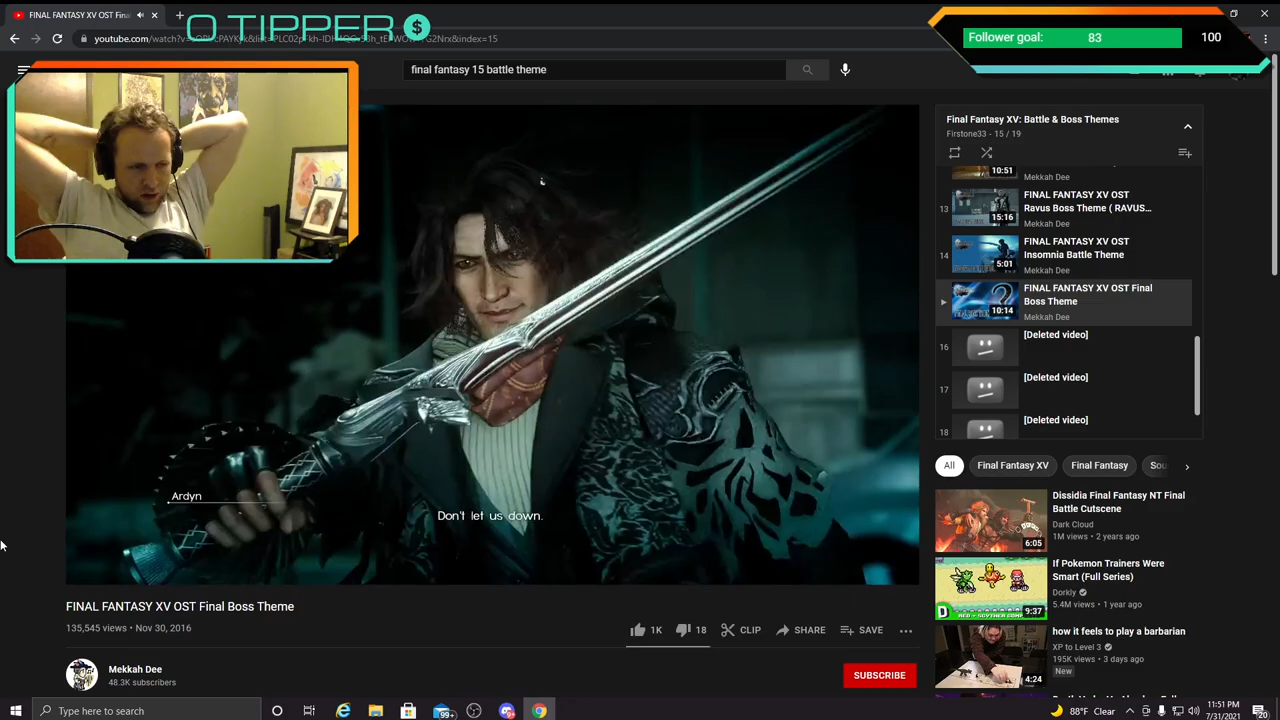 FINAL FANTASY XV OST Fin
0 TIPPER $
Follower goal:
83
100
final fantasy 15 battle theme
Final Fantasy XV: Battle & Boss Themes
Firstone33 - 15 / 19
10:51
Mekkah Dee
13
15:16
FINAL FANTASY XV OST
Ravus Boss Theme ( RAVUS...
Mekkah Dee
14
5:01
FINAL FANTASY XV OST
Insomnia Battle Theme
Mekkah Dee
10:14
FINAL FANTASY XV OST Final
Boss Theme
Mekkah Dee
16
[Deleted video]
17
[Deleted video]
18
[Deleted video]
Ardyn
Don't let us down.
All
Final Fantasy XV
Final Fantasy
Sou
6:05
Dissidia Final Fantasy NT Final
Battle Cutscene
Dark Cloud
1M views • 2 years ago
9:37
If Pokemon Trainers Were
Smart (Full Series)
Dorkly
5.4M views • 1 year ago
4:24
how it feels to play a barbarian
XP to Level 3
195K views • 3 days ago
New
FINAL FANTASY XV OST Final Boss Theme
135,545 views • Nov 30, 2016
1K
18
CLIP
SHARE
SAVE
Mekkah Dee
48.3K subscribers
SUBSCRIBE
Type here to search
99+
88°F Clear
11:51 PM
7/31/2021
20